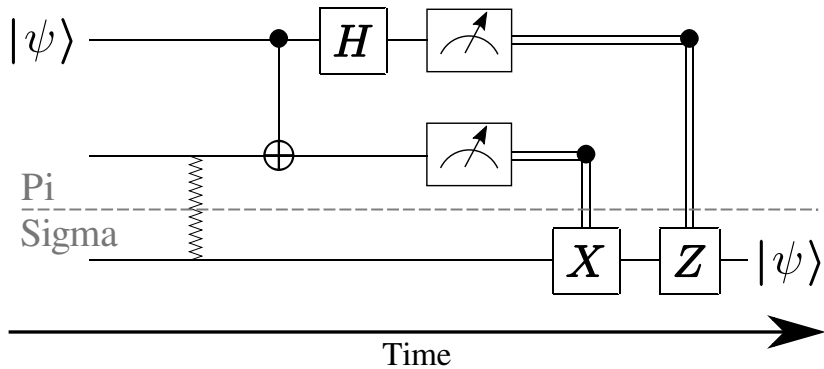 |ψ⟩ H
Pi
Sigma
X Z |ψ⟩
Time